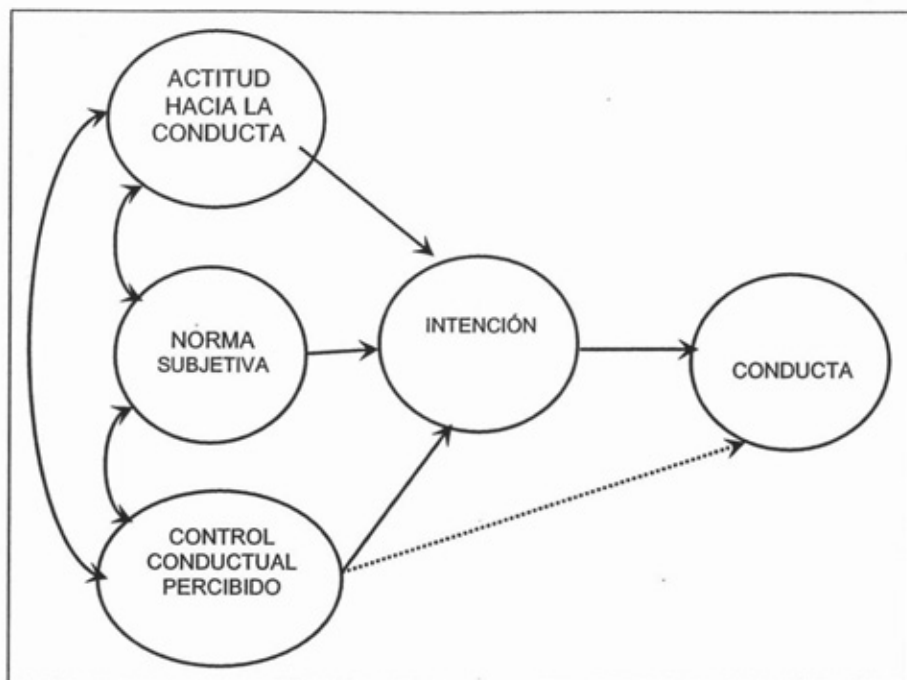 ACTITUD
HACIA LA
CONDUCTA
NORMA
SUBJETIVA
INTENCIÓN
CONDUCTA
CONTROL
CONDUCTUAL
PERCIBIDO